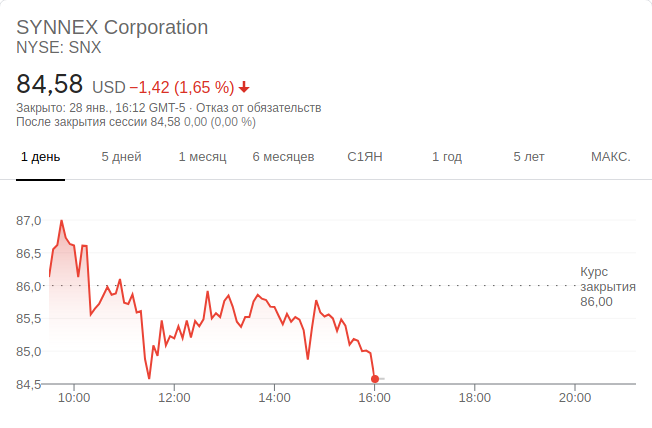 SYNNEX Corporation
NYSE: SNX
84,58 USD −1,42 (1,65 %)
Закрыто: 28 янв., 16:12 GMT-5 · Отказ от обязательств
После закрытия сессии 84,58 0,00 (0,00 %)
1 день 5 дней 1 месяц 6 месяцев С1ЯН 1 год 5 лет МАКС.
87,0
86,5
86,0
85,5
85,0
84,5
Курс
закрытия
86,00
10:00 12:00 14:00 16:00 18:00 20:00